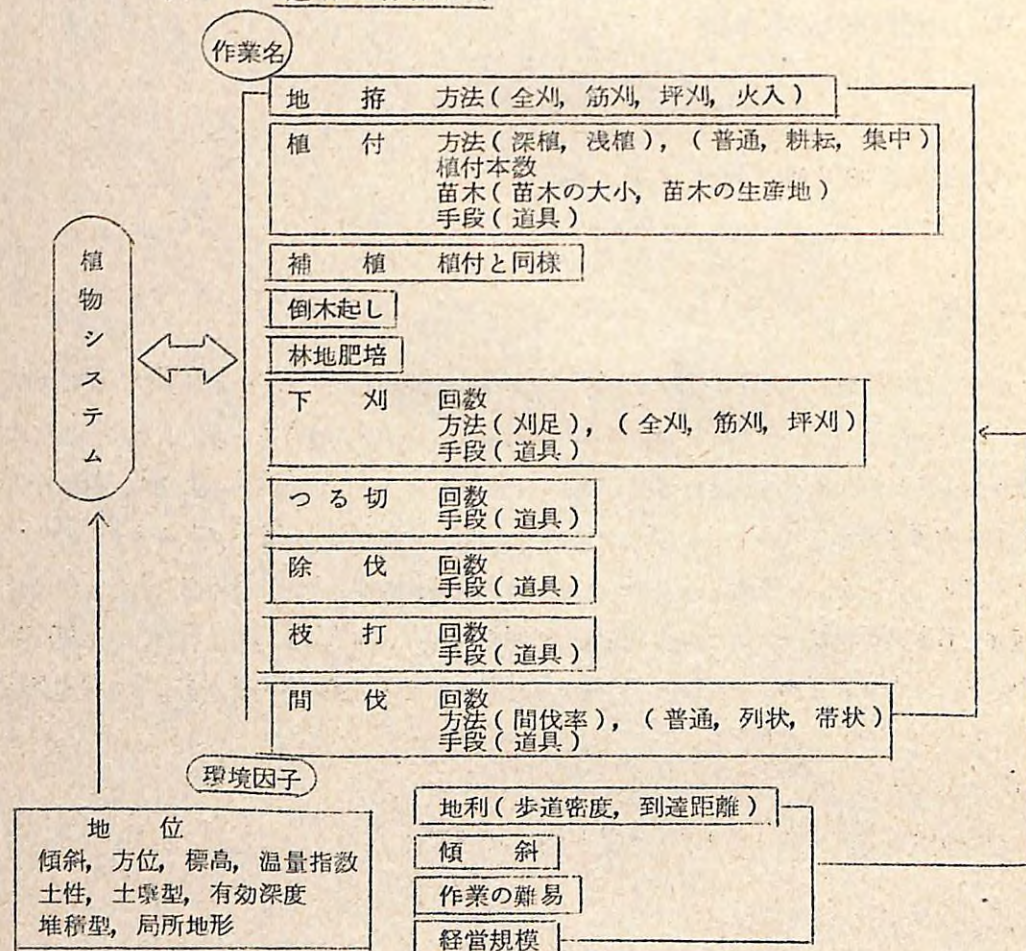 作業名
地　拵　方法(全刈, 筋刈, 坪刈, 火入)
植　付　方法(深植, 浅植), (普通, 耕耘, 集中)
植付本数
苗木(苗木の大小, 苗木の生産地)
手段(道具)
補　植　植付と同様
倒木起し
林地肥培
下　刈　回数
方法(刈足), (全刈, 筋刈, 坪刈)
手段(道具)
つる切　回数
手段(道具)
除　伐　回数
手段(道具)
枝　打　回数
手段(道具)
間　伐　回数
方法(間伐率), (普通, 列状, 帯状)
手段(道具)
植物システム
環境因子
地　位
傾斜, 方位, 標高, 温量指数
土性, 土壌型, 有効深度
堆積型, 局所地形
地利(歩道密度, 到達距離)
傾　斜
作業の難易
経営規模